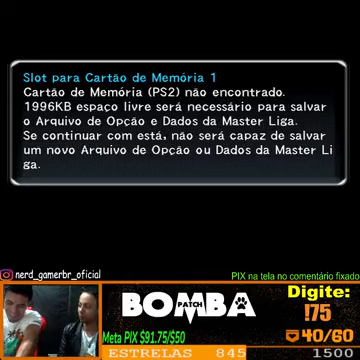 Slot para Cartão de Memória 1
Cartão de Memória (PS2) não encontrado.
1996KB espaço livre será necessário para salvar
o Arquivo de Opção e Dados da Master Liga.
Se continuar com está, não será capaz de salvar
um novo Arquivo de Opção ou Dados da Master Li
ga.
nerd_gamerbr_oficial
PIX na tela no comentário fixado
BOMBA
PATCH
Digite:
!75
40/60
Meta PIX $91.75/$50
ESTRELAS 845 1500